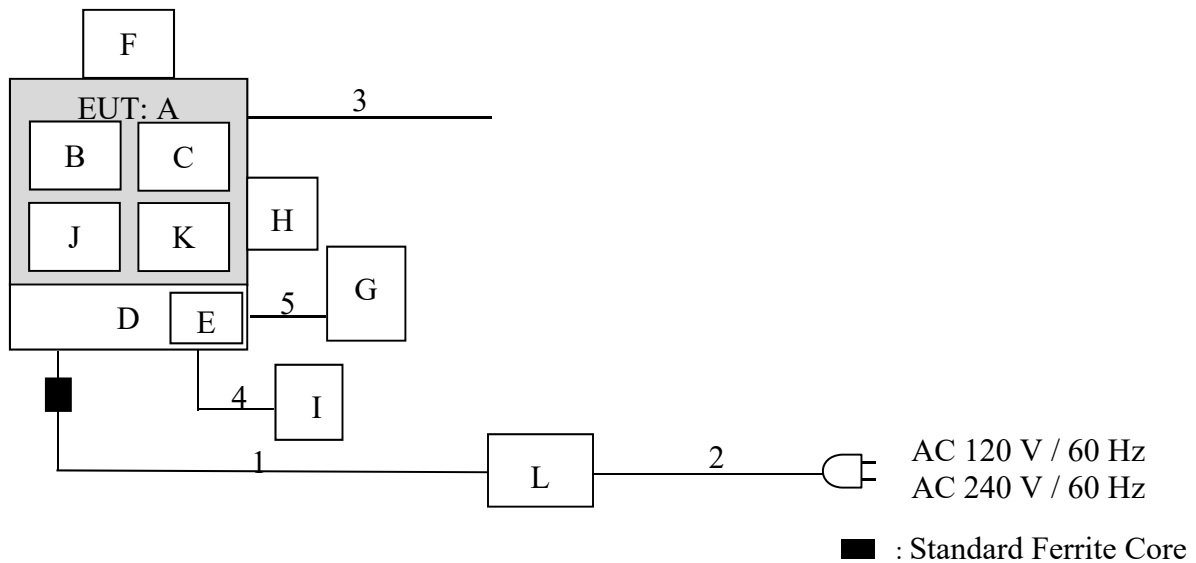 F
EUT: A
3
B
C
H
J
K
G
5
D
E
4
I
1
L
2
AC 120 V / 60 Hz
AC 240 V / 60 Hz
: Standard Ferrite Core